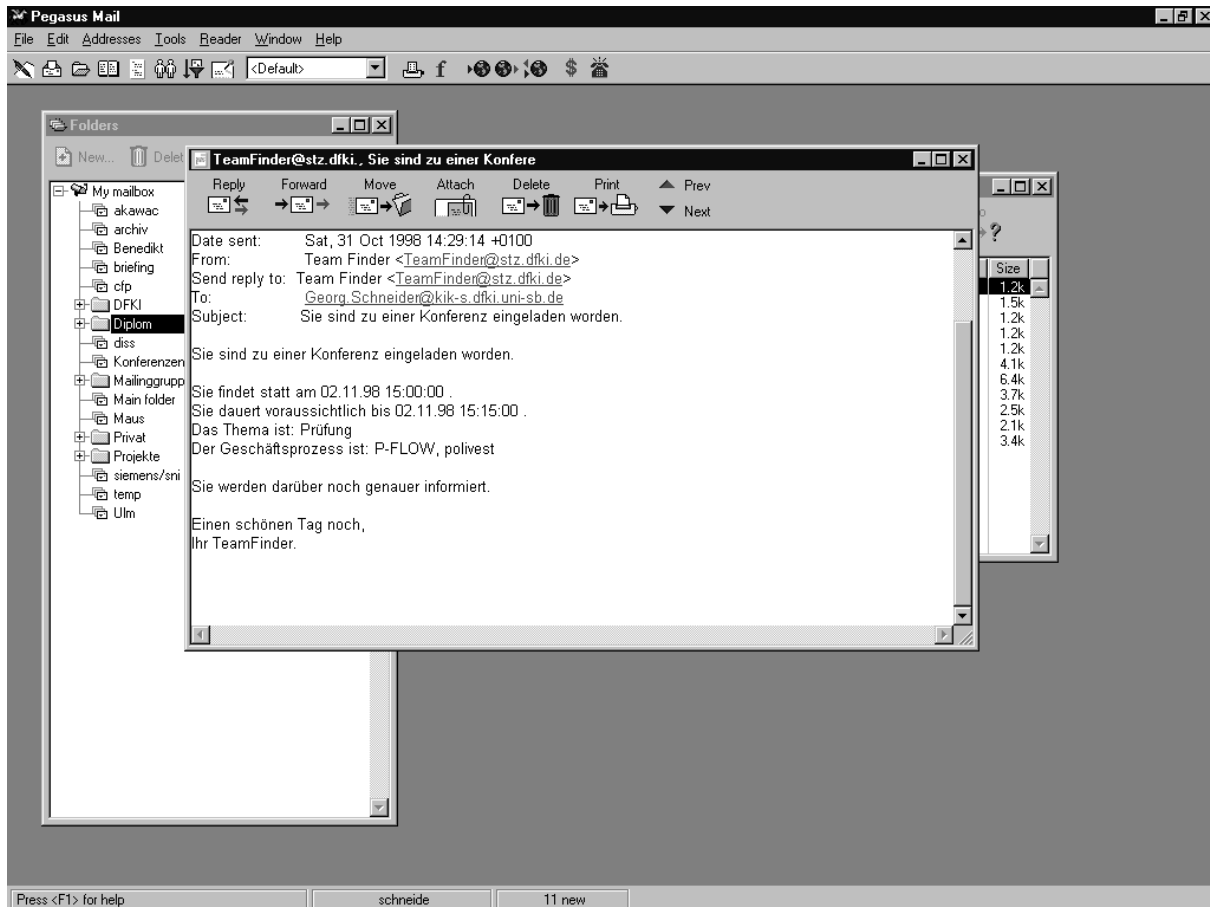 Pegasus Mail
File Edit Addresses Tools Reader Window Help
<Default>
Folders
New... Delet
My mailbox
akawac
archiv
Benedikt
briefing
cfp
DFKI
Diplom
diss
Konferenzen
Mailinggrupp
Main folder
Maus
Privat
Projekte
siemens/sni
temp
Ulm
TeamFinder@stz.dfki., Sie sind zu einer Konfere
Reply Forward Move Attach Delete Print Prev
Next
Date sent: Sat, 31 Oct 1998 14:29:14 +0100
From: Team Finder <TeamFinder@stz.dfki.de>
Send reply to: Team Finder <TeamFinder@stz.dfki.de>
To: Georg.Schneider@kik-s.dfki.uni-sb.de
Subject: Sie sind zu einer Konferenz eingeladen worden.
Sie sind zu einer Konferenz eingeladen worden.
Sie findet statt am 02.11.98 15:00:00 .
Sie dauert voraussichtlich bis 02.11.98 15:15:00 .
Das Thema ist: Prüfung
Der Geschäftsprozess ist: P-FLOW, polivest
Sie werden darüber noch genauer informiert.
Einen schönen Tag noch,
Ihr TeamFinder.
Size
1.2k
1.5k
1.2k
1.2k
1.2k
4.1k
6.4k
3.7k
2.5k
2.1k
3.4k
Press <F1> for help schneide 11 new